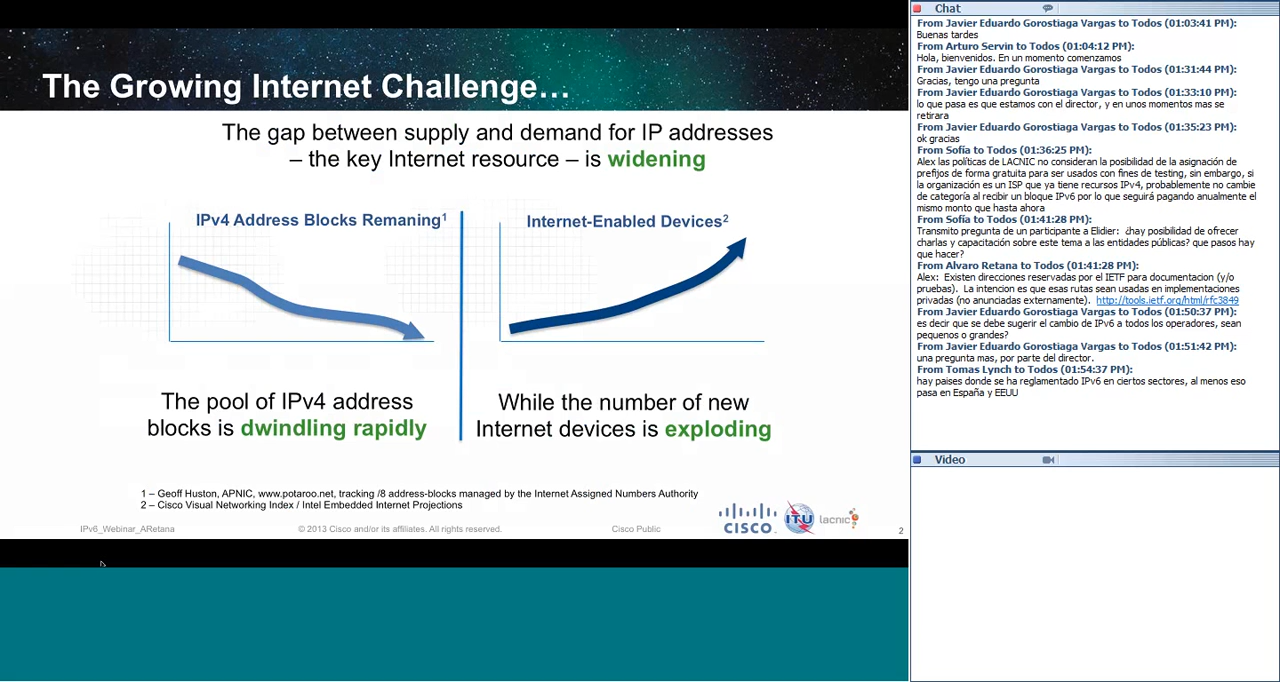 The Growing Internet Challenge…
The gap between supply and demand for IP addresses
– the key Internet resource – is widening
IPv4 Address Blocks Remaning1
Internet-Enabled Devices2
The pool of IPv4 address
blocks is dwindling rapidly
While the number of new
Internet devices is exploding
1 – Geoff Huston, APNIC, www.potaroo.net, tracking /8 address-blocks managed by the Internet Assigned Numbers Authority
2 – Cisco Visual Networking Index / Intel Embedded Internet Projections
IPv6_Webinar_ARetana
© 2013 Cisco and/or its affiliates. All rights reserved.
Cisco Public
CISCO
ITU
lacnic
2
Chat
From Javier Eduardo Gorostiaga Vargas to Todos (01:03:41 PM):
Buenas tardes
From Arturo Servin to Todos (01:04:12 PM):
Hola, bienvenidos. En un momento comenzamos
From Javier Eduardo Gorostiaga Vargas to Todos (01:31:44 PM):
Gracias, tengo una pregunta
From Javier Eduardo Gorostiaga Vargas to Todos (01:33:10 PM):
lo que pasa es que estamos con el director, y en unos momentos mas se
retirara
From Javier Eduardo Gorostiaga Vargas to Todos (01:35:23 PM):
ok gracias
From Sofía to Todos (01:36:25 PM):
Alex las políticas de LACNIC no consideran la posibilidad de la asignación de
prefijos de forma gratuita para ser usados con fines de testing, sin embargo, si
la organización es un ISP que ya tiene recursos IPv4, probablemente no cambie
de categoría al recibir un bloque IPv6 por lo que seguirá pagando anualmente el
mismo monto que hasta ahora
From Sofía to Todos (01:41:28 PM):
Transmito pregunta de un participante a Elidier: ¿hay posibilidad de ofrecer
charlas y capacitación sobre este tema a las entidades públicas? que pasos hay
que hacer?
From Alvaro Retana to Todos (01:41:28 PM):
Alex: Existen direcciones reservadas por el IETF para documentacion (y/o
pruebas). La intencion es que esas rutas sean usadas en implementaciones
privadas (no anunciadas externamente). http://tools.ietf.org/html/rfc3849
From Javier Eduardo Gorostiaga Vargas to Todos (01:50:37 PM):
es decir que se debe sugerir el cambio de IPv6 a todos los operadores, sean
pequenos o grandes?
From Javier Eduardo Gorostiaga Vargas to Todos (01:51:42 PM):
una pregunta mas, por parte del director.
From Tomas Lynch to Todos (01:54:37 PM):
hay paises donde se ha reglamentado IPv6 en ciertos sectores, al menos eso
pasa en España y EEUU
Video